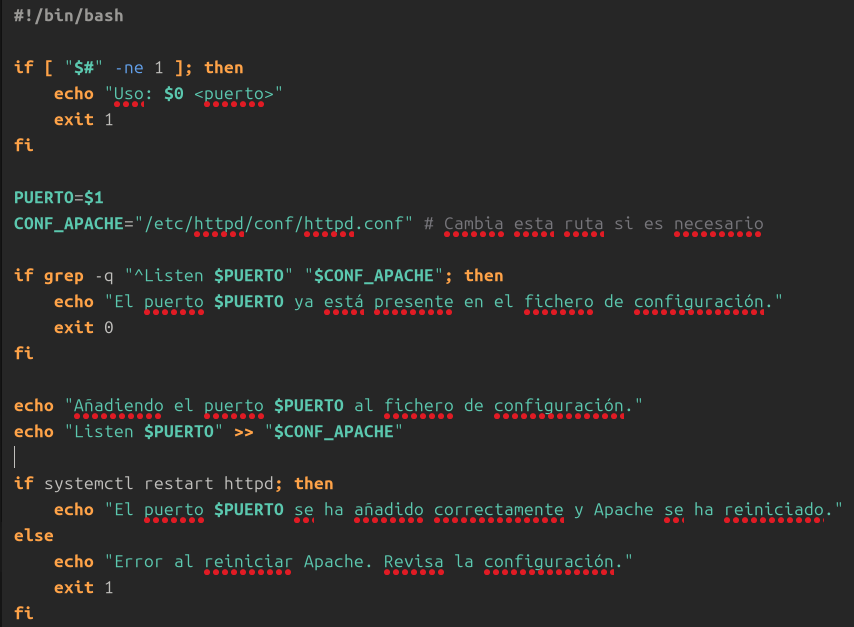 #!/bin/bash
if [ "$#" -ne 1 ]; then
    echo "Uso: $0 <puerto>"
    exit 1
fi
PUERTO=$1
CONF_APACHE="/etc/httpd/conf/httpd.conf" # Cambia esta ruta si es necesario
if grep -q "^Listen $PUERTO" "$CONF_APACHE"; then
    echo "El puerto $PUERTO ya está presente en el fichero de configuración."
    exit 0
fi
echo "Añadiendo el puerto $PUERTO al fichero de configuración."
echo "Listen $PUERTO" >> "$CONF_APACHE"
if systemctl restart httpd; then
    echo "El puerto $PUERTO se ha añadido correctamente y Apache se ha reiniciado."
else
    echo "Error al reiniciar Apache. Revisa la configuración."
    exit 1
fi